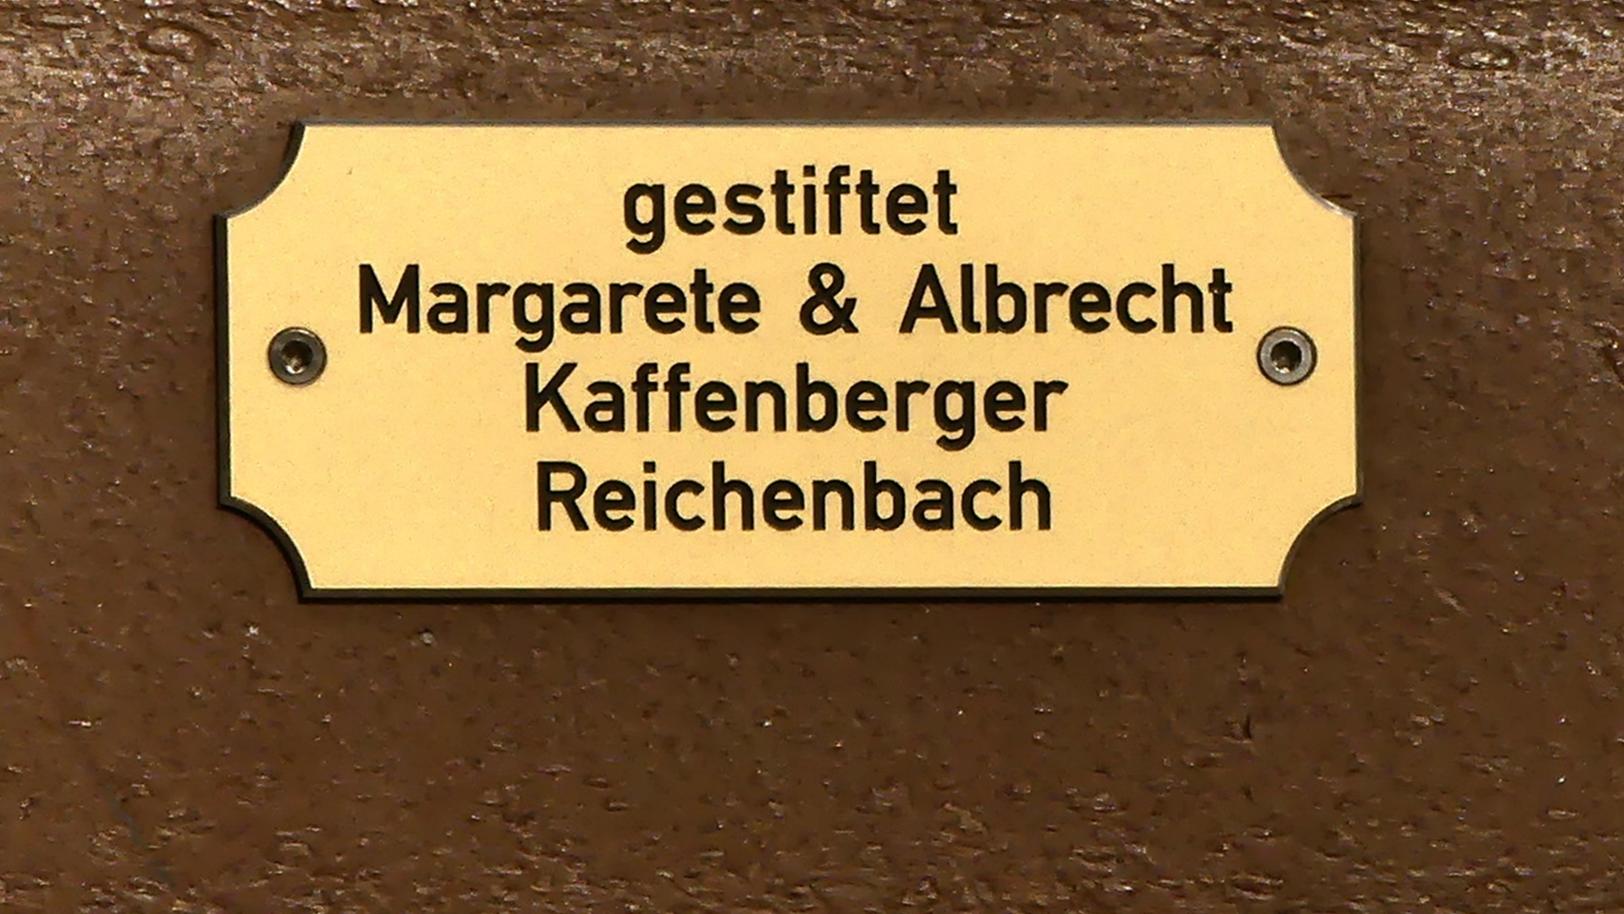 gestiftet
Margarete & Albrecht
Kaffenberger
Reichenbach